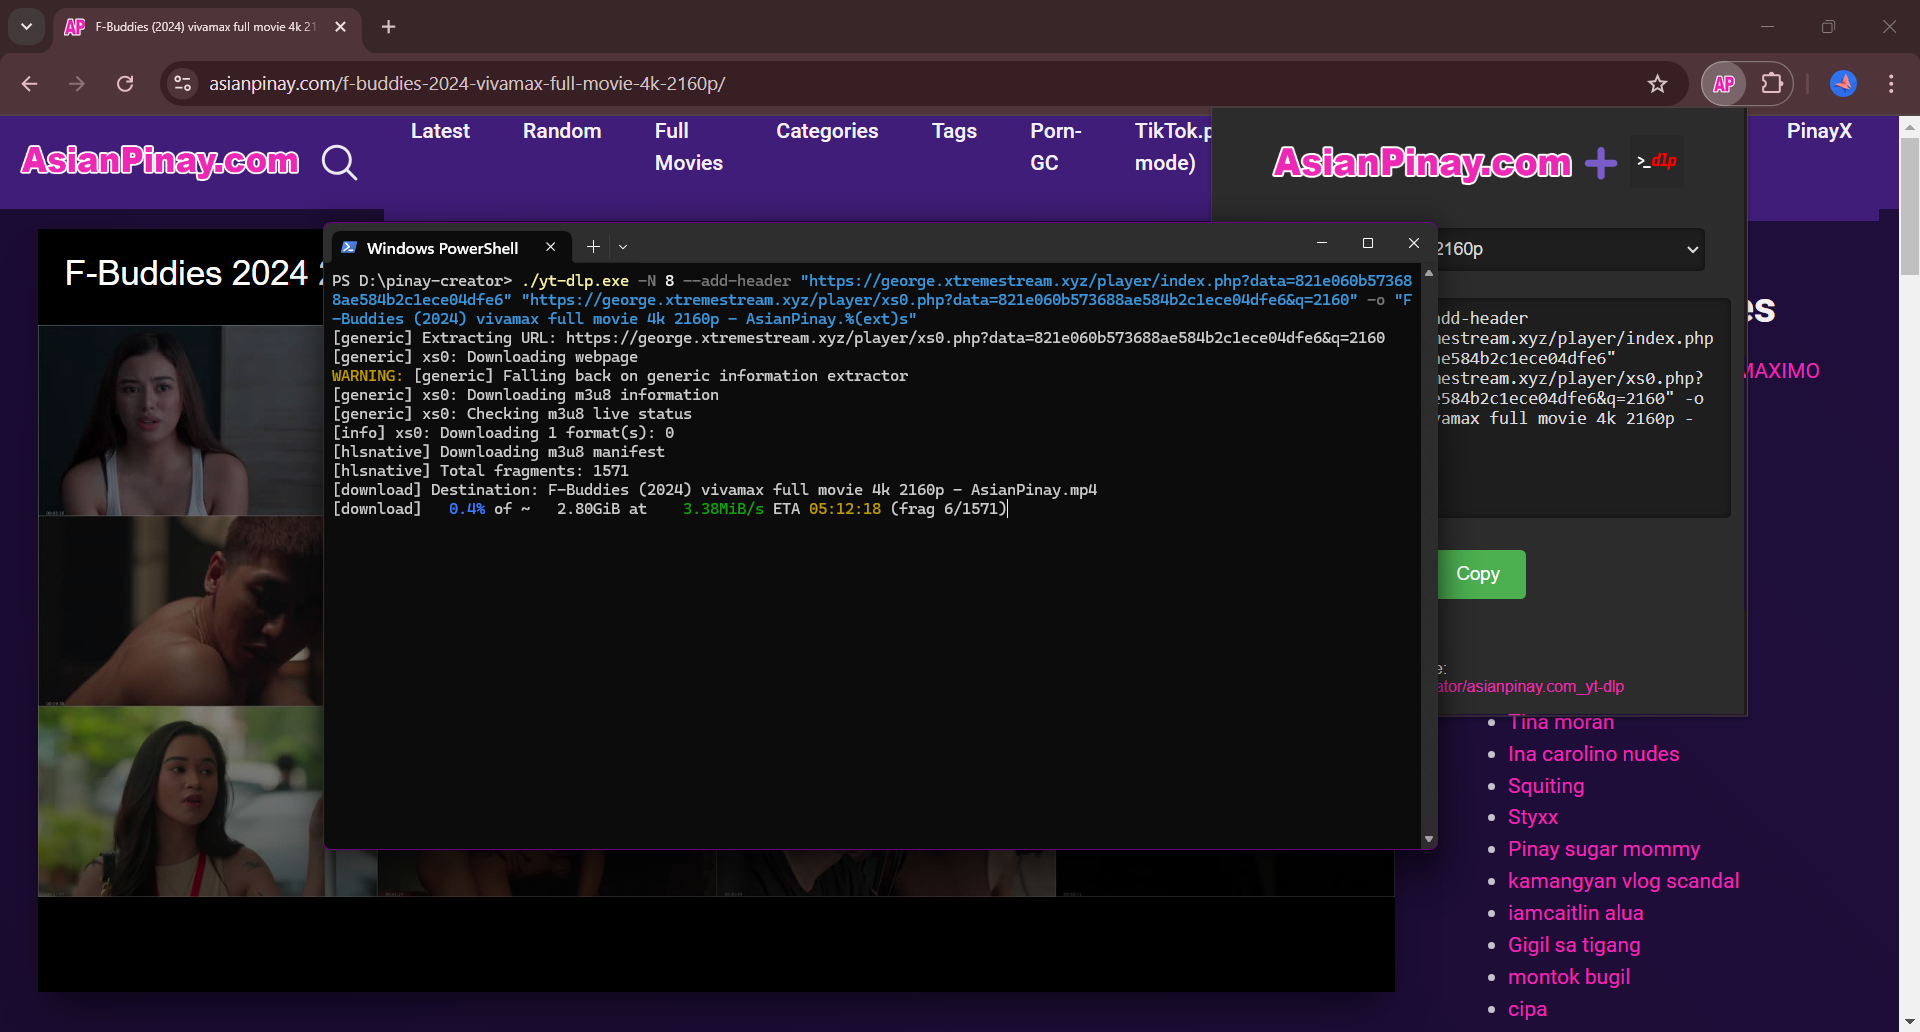 AP F-Buddies (2024) vivamax full movie 4k 21
asianpinay.com/f-buddies-2024-vivamax-full-movie-4k-2160p/
AP
AsianPinay.com
Latest
Random
Full
Movies
Categories
Tags
Porn-
GC
TikTok.p
mode)
PinayX
AsianPinay.com
>_dlp
2160p
F-Buddies 2024
Windows PowerShell
PS D:\pinay-creator> ./yt-dlp.exe -N 8 --add-header "https://george.xtremestream.xyz/player/index.php?data=821e060b57368
8ae584b2c1ece04dfe6" "https://george.xtremestream.xyz/player/xs0.php?data=821e060b573688ae584b2c1ece04dfe6&q=2160" -o "F
-Buddies (2024) vivamax full movie 4k 2160p - AsianPinay.%(ext)s"
[generic] Extracting URL: https://george.xtremestream.xyz/player/xs0.php?data=821e060b573688ae584b2c1ece04dfe6&q=2160
[generic] xs0: Downloading webpage
WARNING: [generic] Falling back on generic information extractor
[generic] xs0: Downloading m3u8 information
[generic] xs0: Checking m3u8 live status
[info] xs0: Downloading 1 format(s): 0
[hlsnative] Downloading m3u8 manifest
[hlsnative] Total fragments: 1571
[download] Destination: F-Buddies (2024) vivamax full movie 4k 2160p - AsianPinay.mp4
[download] 0.4% of ~ 2.80GiB at 3.38MiB/s ETA 05:12:18 (frag 6/1571)
dd-header
estream.xyz/player/index.php
e584b2c1ece04dfe6"
estream.xyz/player/xs0.php?
e584b2c1ece04dfe6&q=2160" -o
vamax full movie 4k 2160p -
Copy
e:
ator/asianpinay.com_yt-dlp
es
MAXIMO
Tina moran
Ina carolino nudes
Squiting
Styxx
Pinay sugar mommy
kamangyan vlog scandal
iamcaitlin alua
Gigil sa tigang
montok bugil
cipa